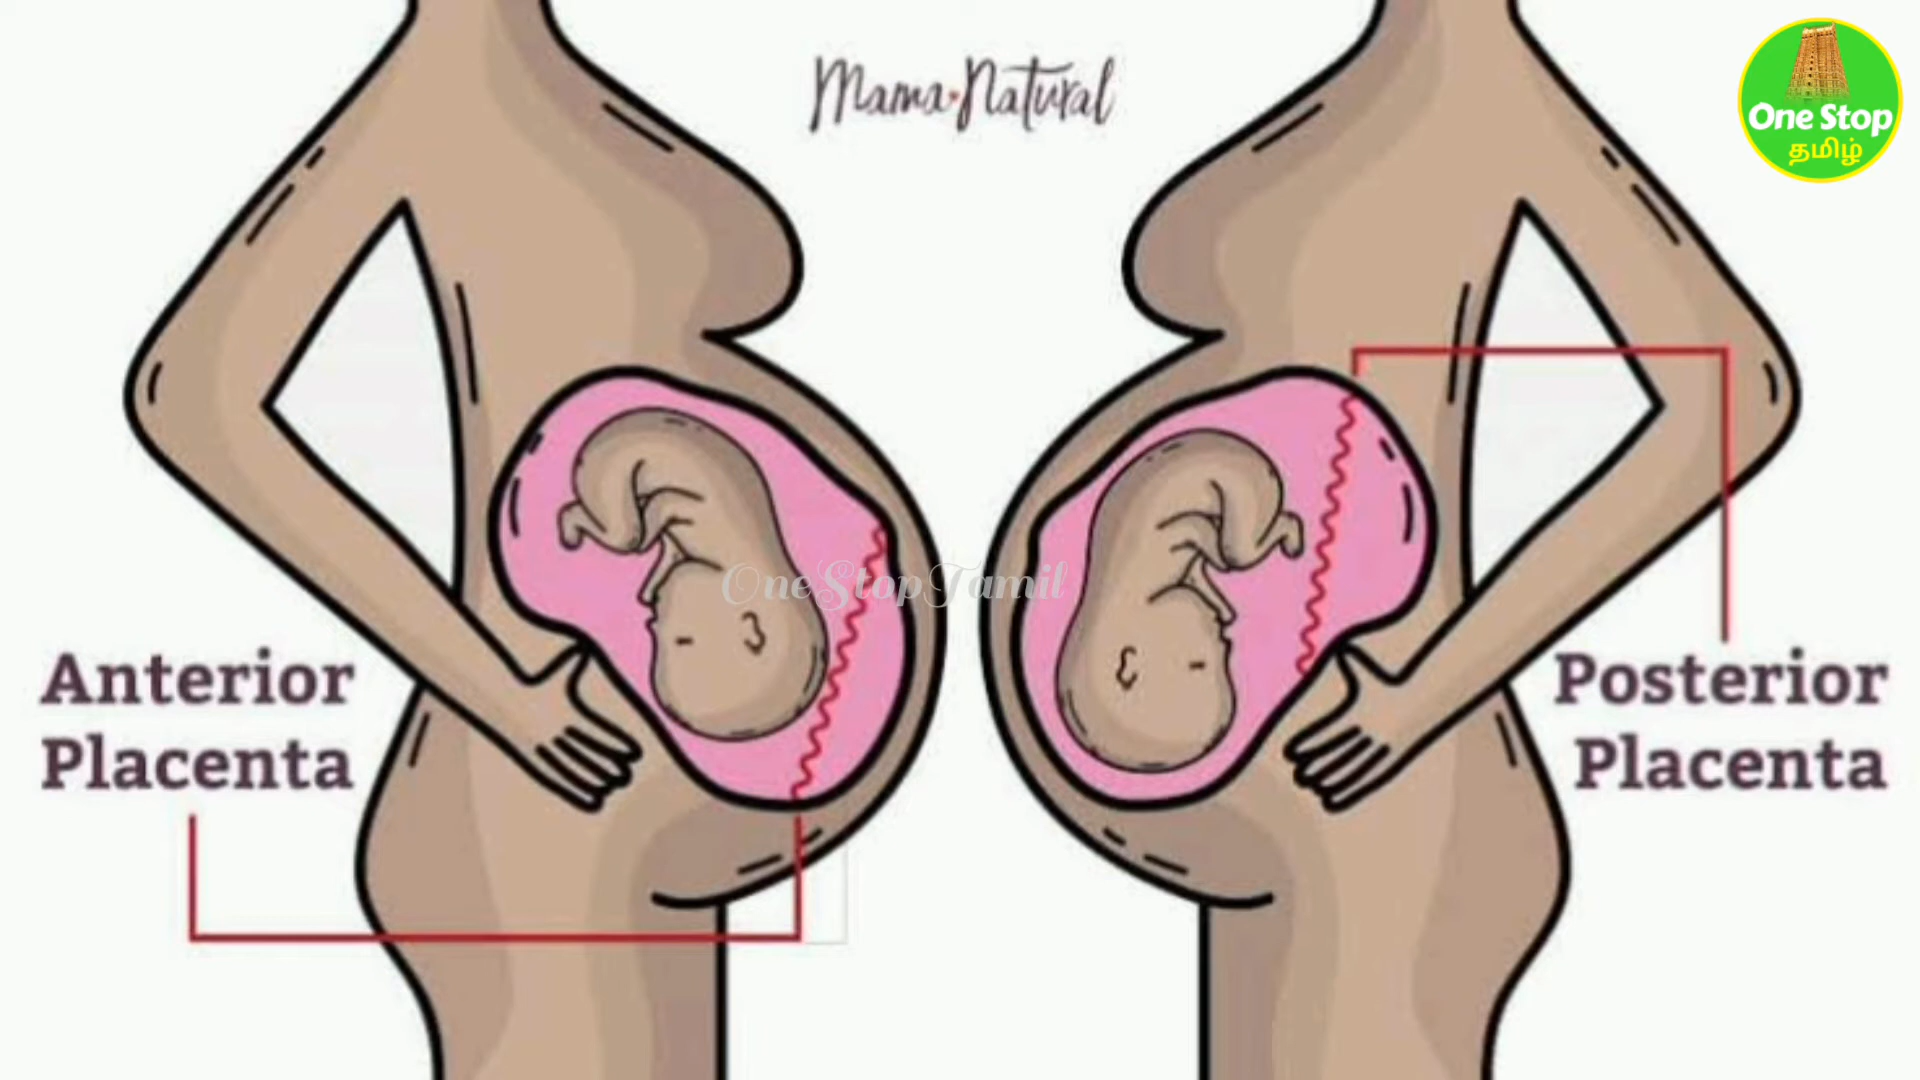 Mama Natural
One Stop
தமிழ்
OneStopTamil
Anterior
Placenta
Posterior
Placenta